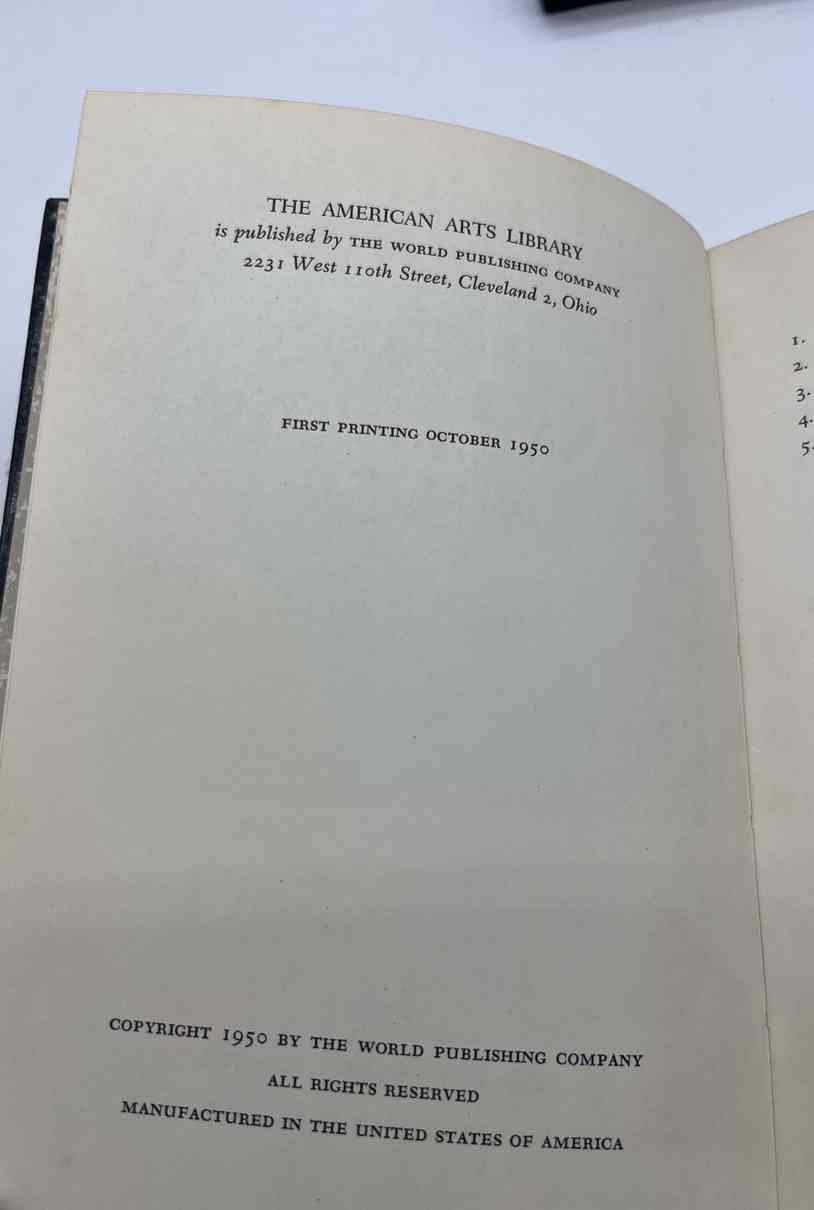 THE AMERICAN ARTS LIBRARY
is published by THE WORLD PUBLISHING COMPANY
2231 West 110th Street, Cleveland 2, Ohio
FIRST PRINTING OCTOBER 1950
COPYRIGHT 1950 BY THE WORLD PUBLISHING COMPANY
ALL RIGHTS RESERVED
MANUFACTURED IN THE UNITED STATES OF AMERICA
1.
2.
3.
4.
5.